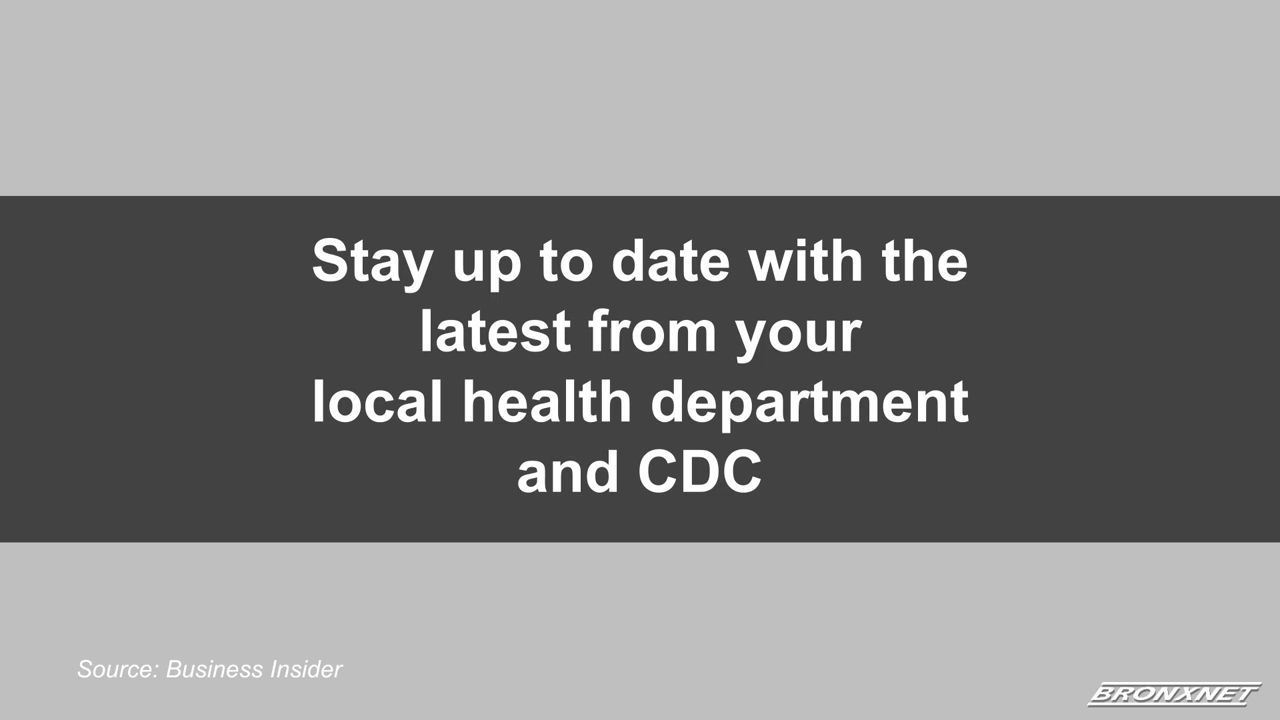 Stay up to date with the
latest from your
local health department
and CDC
Source: Business Insider
BRONXNET